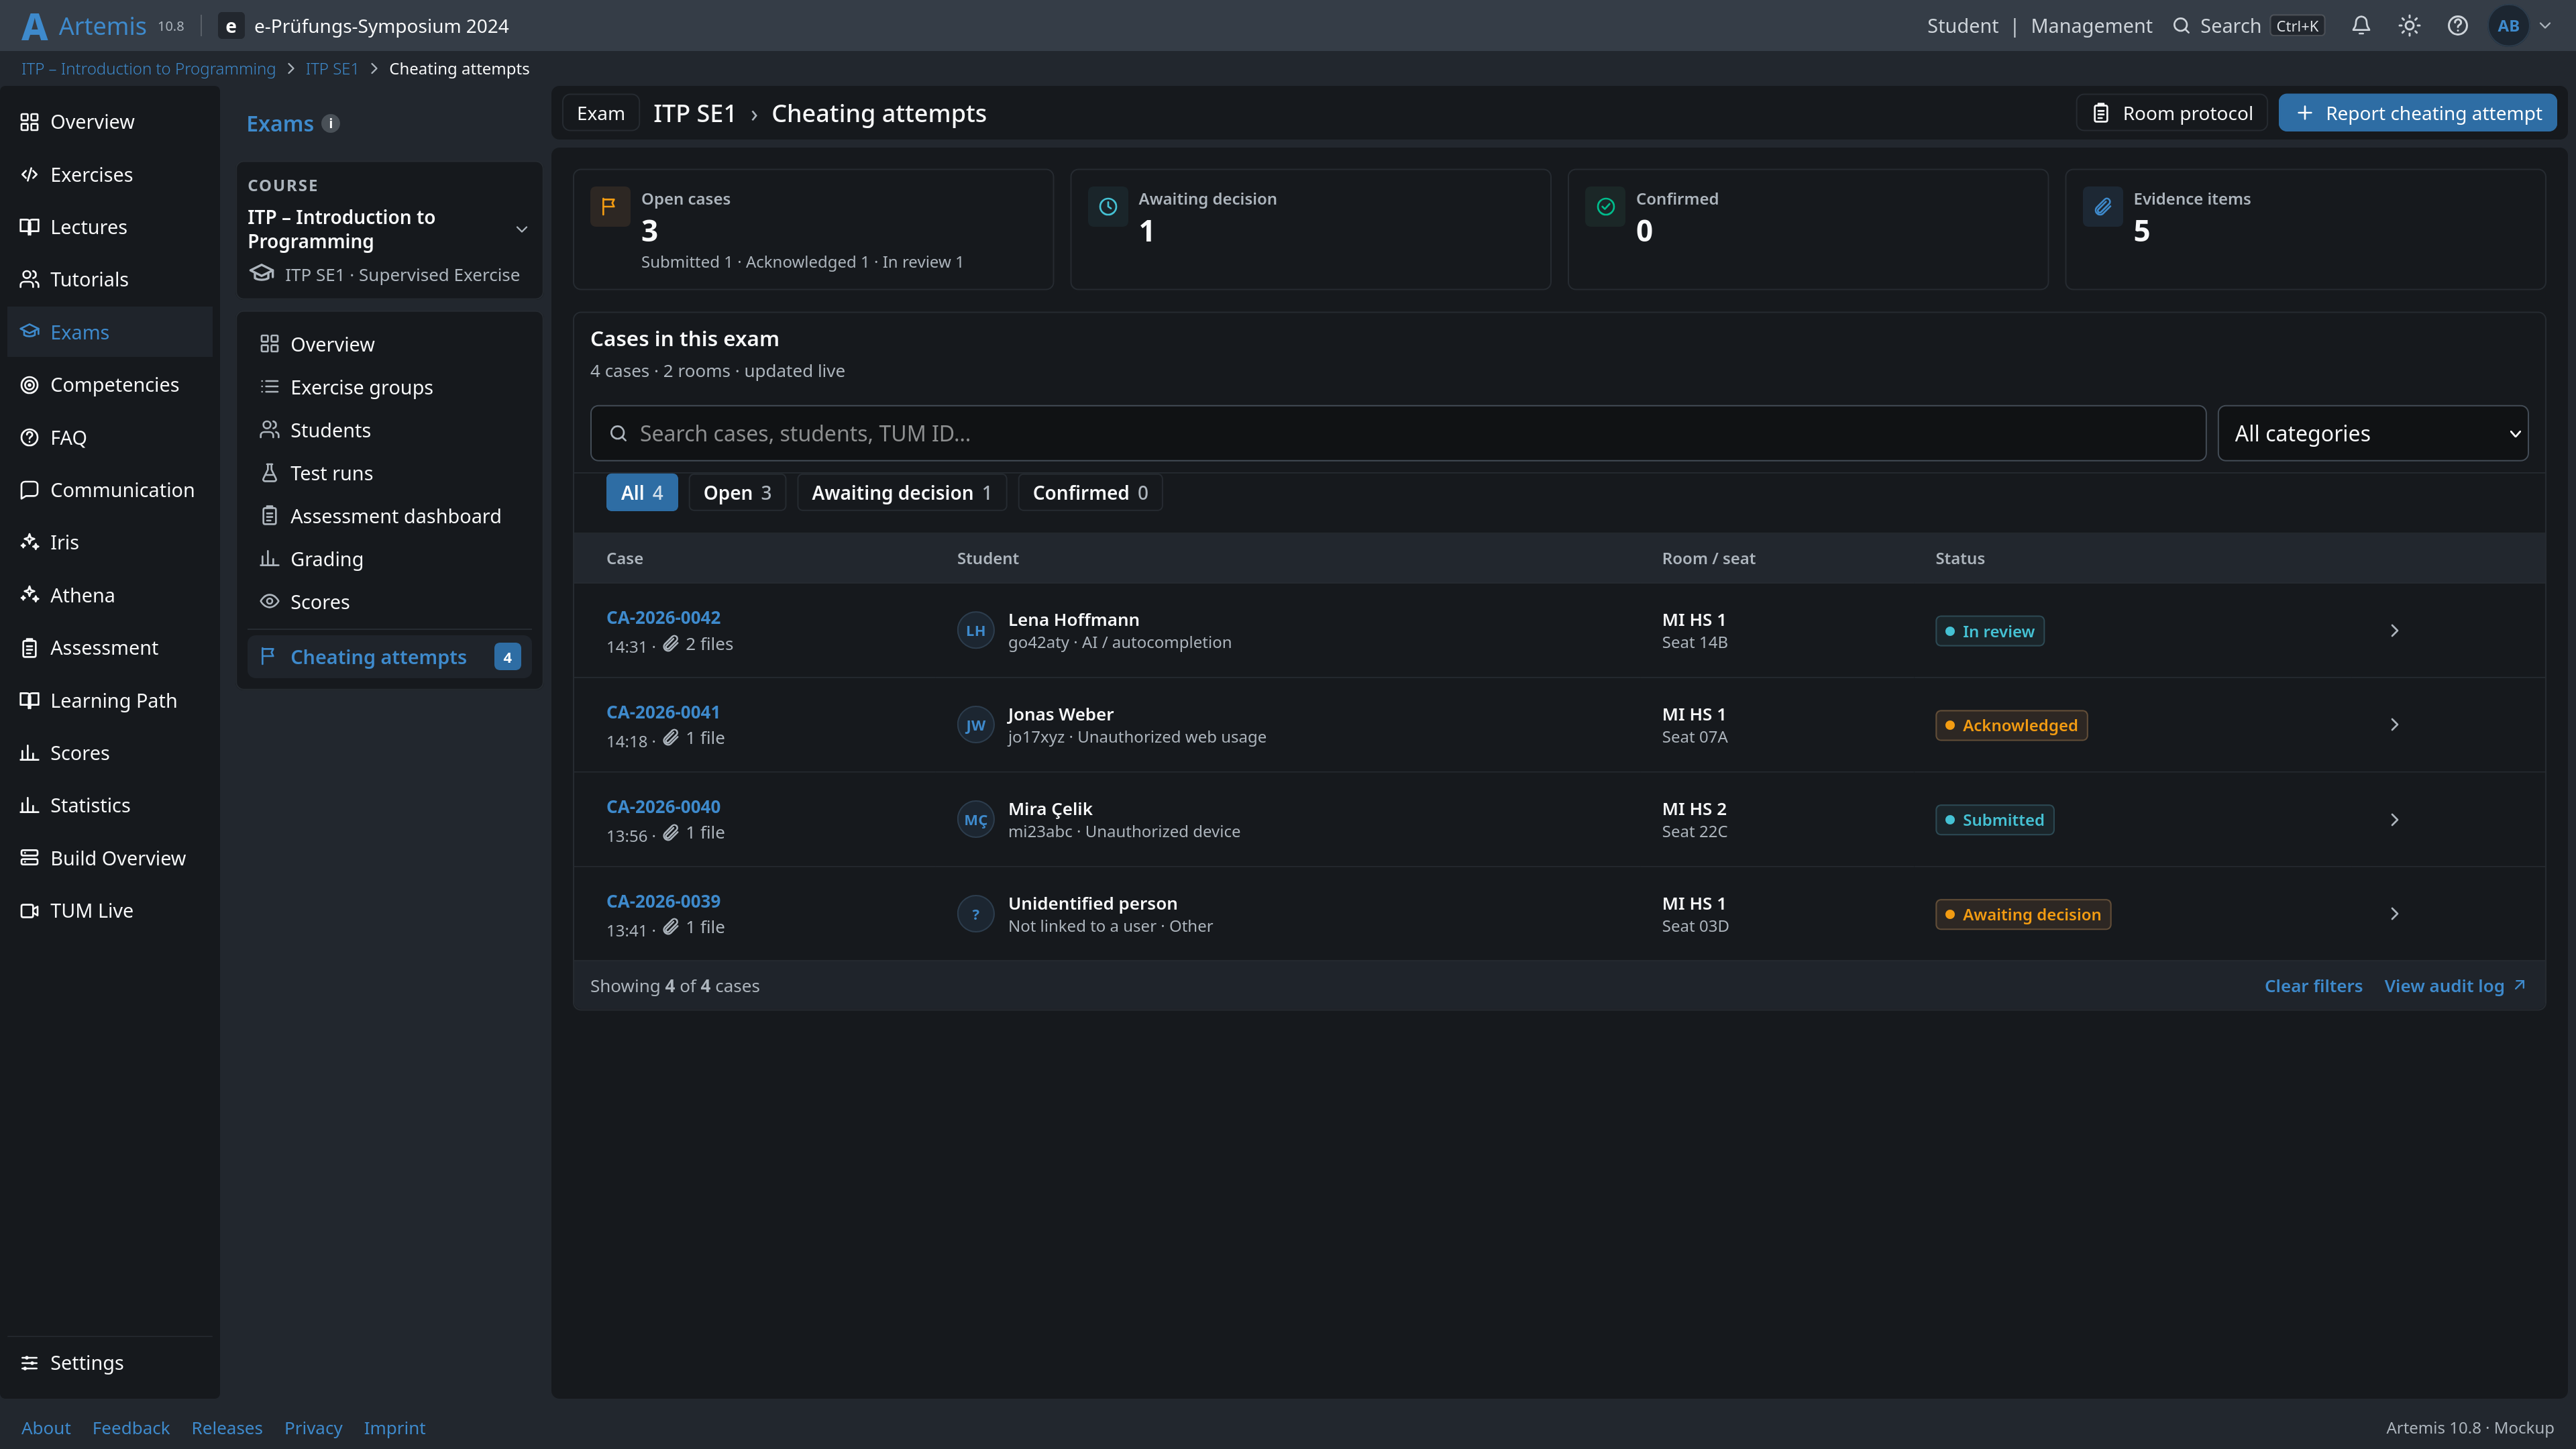 Artemis 10.8 e e-Prüfungs-Symposium 2024 Student | Management Search Ctrl+K AB
ITP – Introduction to Programming ITP SE1 Cheating attempts
Overview
Exercises
Lectures
Tutorials
Exams
Competencies
FAQ
Communication
Iris
Athena
Assessment
Learning Path
Scores
Statistics
Build Overview
TUM Live
Settings
Exams i
COURSE
ITP – Introduction to
Programming
ITP SE1 · Supervised Exercise
Overview
Exercise groups
Students
Test runs
Assessment dashboard
Grading
Scores
Cheating attempts 4
Exam ITP SE1 › Cheating attempts Room protocol + Report cheating attempt
Open cases
3
Submitted 1 · Acknowledged 1 · In review 1
Awaiting decision
1
Confirmed
0
Evidence items
5
Cases in this exam
4 cases · 2 rooms · updated live
Search cases, students, TUM ID... All categories
All 4 Open 3 Awaiting decision 1 Confirmed 0
Case Student Room / seat Status
CA-2026-0042
14:31 · 2 files
LH
Lena Hoffmann
go42aty · AI / autocompletion
MI HS 1
Seat 14B
In review
CA-2026-0041
14:18 · 1 file
JW
Jonas Weber
jo17xyz · Unauthorized web usage
MI HS 1
Seat 07A
Acknowledged
CA-2026-0040
13:56 · 1 file
MÇ
Mira Çelik
mi23abc · Unauthorized device
MI HS 2
Seat 22C
Submitted
CA-2026-0039
13:41 · 1 file
?
Unidentified person
Not linked to a user · Other
MI HS 1
Seat 03D
Awaiting decision
Showing 4 of 4 cases Clear filters View audit log
About Feedback Releases Privacy Imprint Artemis 10.8 · Mockup